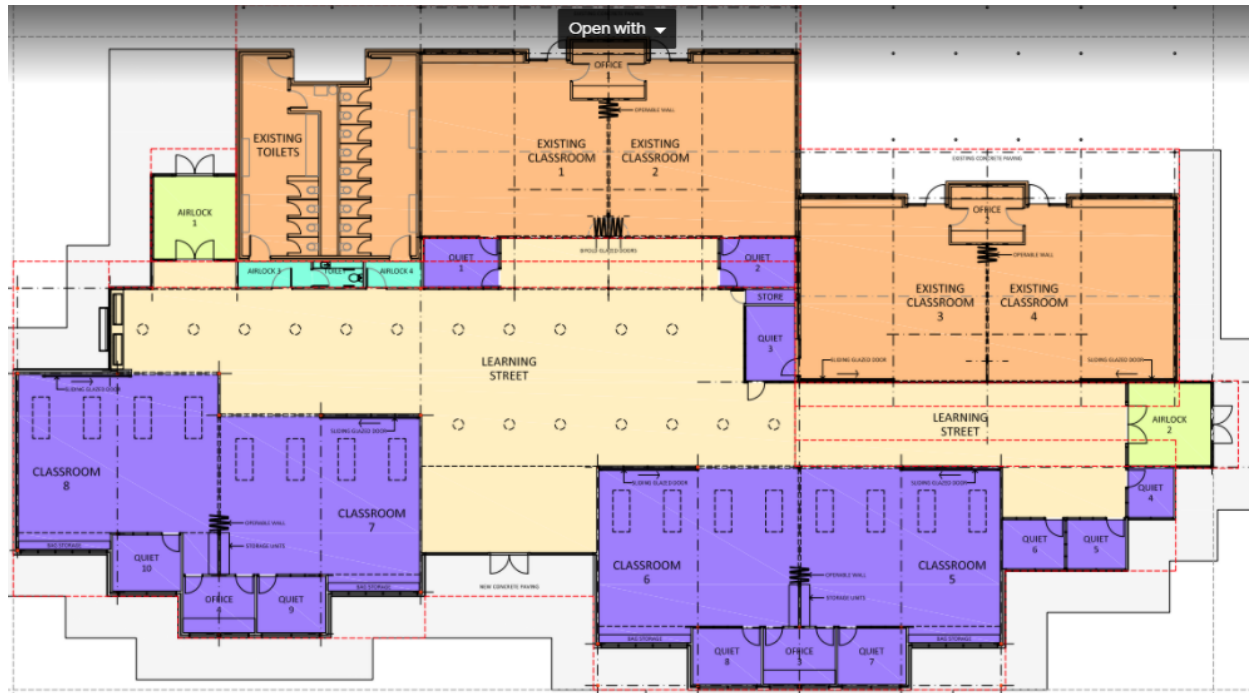 Open with
OFFICE
OPERABLE WALL
EXISTING
TOILETS
EXISTING
CLASSROOM
1
EXISTING
CLASSROOM
2
EXISTING CONCRETE PAVING
AIRLOCK
1
OFFICE
2
OPERABLE WALL
QUIET
1
BIFOLD GLAZED DOORS
QUIET
2
AIRLOCK 3
TOILET
AIRLOCK 4
STORE
EXISTING
CLASSROOM
3
EXISTING
CLASSROOM
4
QUIET
3
LEARNING
STREET
SLIDING GLAZED DOOR
SLIDING GLAZED DOOR
SLIDING GLAZED DOOR
LEARNING
STREET
AIRLOCK
2
SLIDING GLAZED DOOR
CLASSROOM
8
CLASSROOM
7
SLIDING GLAZED DOOR
SLIDING GLAZED DOOR
QUIET
4
OPERABLE WALL
STORAGE UNITS
BAG STORAGE
QUIET
10
QUIET
6
QUIET
5
CLASSROOM
6
CLASSROOM
5
OPERABLE WALL
STORAGE UNITS
BAG STORAGE
NEW CONCRETE PAVING
OFFICE
4
QUIET
9
BAG STORAGE
BAG STORAGE
QUIET
8
OFFICE
3
QUIET
7